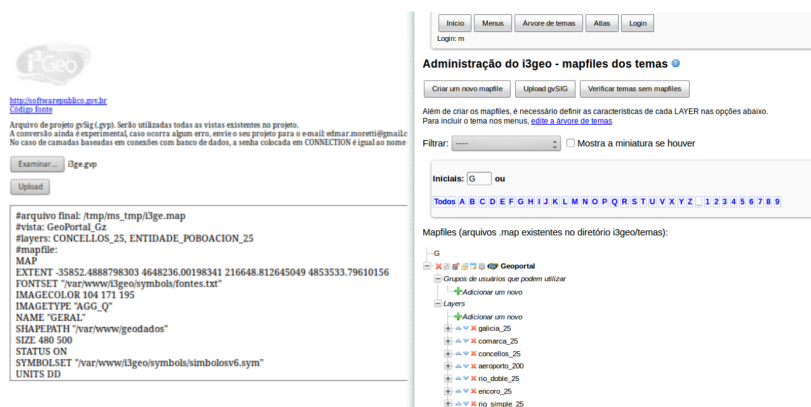 i3Geo
http://softwarepublico.gov.br
Código fonte
Arquivo de projeto gvSig (.gvp). Serão utilizadas todas as vistas existentes no projeto.
A conversão ainda é experimental, caso ocorra algum erro, envie o seu projeto para o e-mail: edmar.moretti@gmail.c
No caso de camadas baseadas em conexões com banco de dados, a senha colocada em CONNECTION é igual ao nome
Examinar... i3ge.gvp
Upload
#arquivo final: /tmp/ms_tmp/i3ge.map
#vista: GeoPortal_Gz
#layers: CONCELLOS_25, ENTIDADE_POBOACION_25
#mapfile:
MAP
EXTENT -35852.4888798303 4648236.00198341 216648.812645049 4853533.79610156
FONTSET "/var/www/i3geo/symbols/fontes.txt"
IMAGECOLOR 104 171 195
IMAGETYPE "AGG_Q"
NAME "GERAL"
SHAPEPATH "/var/www/geodados"
SIZE 480 500
STATUS ON
SYMBOLSET "/var/www/i3geo/symbols/simbolosv6.sym"
UNITS DD
Início Menus Árvore de temas Atlas Login
Login: m
Administração do i3geo - mapfiles dos temas
Criar um novo mapfile Upload gvSIG Verificar temas sem mapfiles
Além de criar os mapfiles, é necessário definir as características de cada LAYER nas opções abaixo.
Para incluir o tema nos menus, edite a árvore de temas
Filtrar: ---- Mostra a miniatura se houver
Iniciais: G ou
Todos A B C D E F G H I J K L M N O P Q R S T U V X Y Z _ 1 2 3 4 5 6 7 8 9
Mapfiles (arquivos .map existentes no diretório i3geo/temas):
G
Geoportal
Grupos de usuários que podem utilizar
Adicionar um novo
Layers
Adicionar um novo
galicia_25
comarca_25
concellos_25
aeroporto_200
rio_doble_25
encoro_25
rio_simple_25